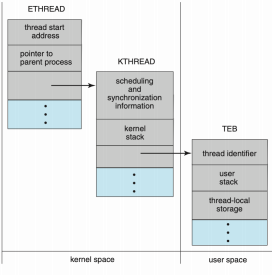 ETHREAD
thread start
address
pointer to
parent process
KTHREAD
scheduling
and
synchronization
information
kernel
stack
TEB
thread identifier
user
stack
thread-local
storage
kernel space
user space